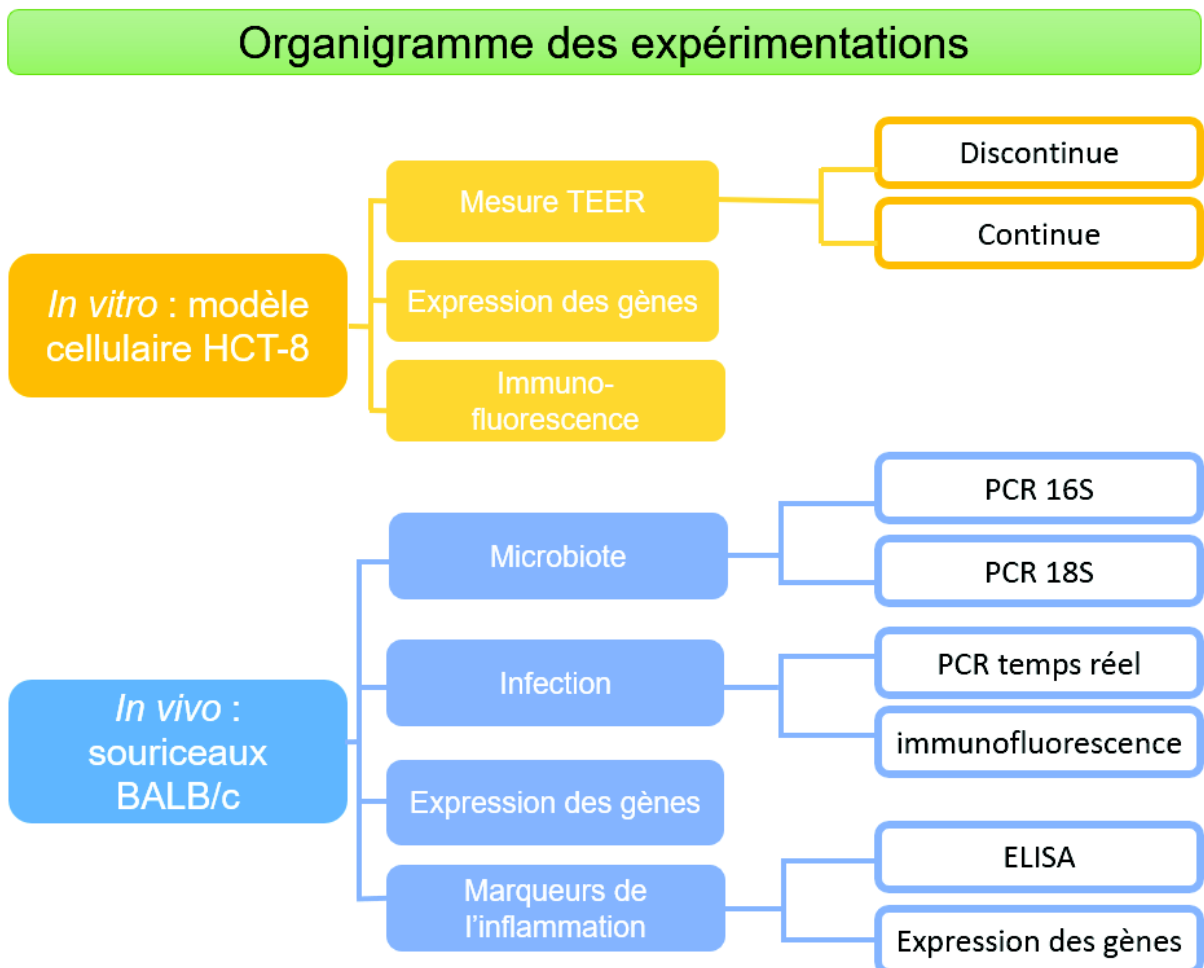 Organigramme des expérimentations
In vitro : modèle
cellulaire HCT-8
Mesure TEER
Discontinue
Continue
Expression des gènes
Immuno-
fluorescence
In vivo :
souriceaux
BALB/c
Microbiote
PCR 16S
PCR 18S
Infection
PCR temps réel
immunofluorescence
Expression des gènes
Marqueurs de
l'inflammation
ELISA
Expression des gènes